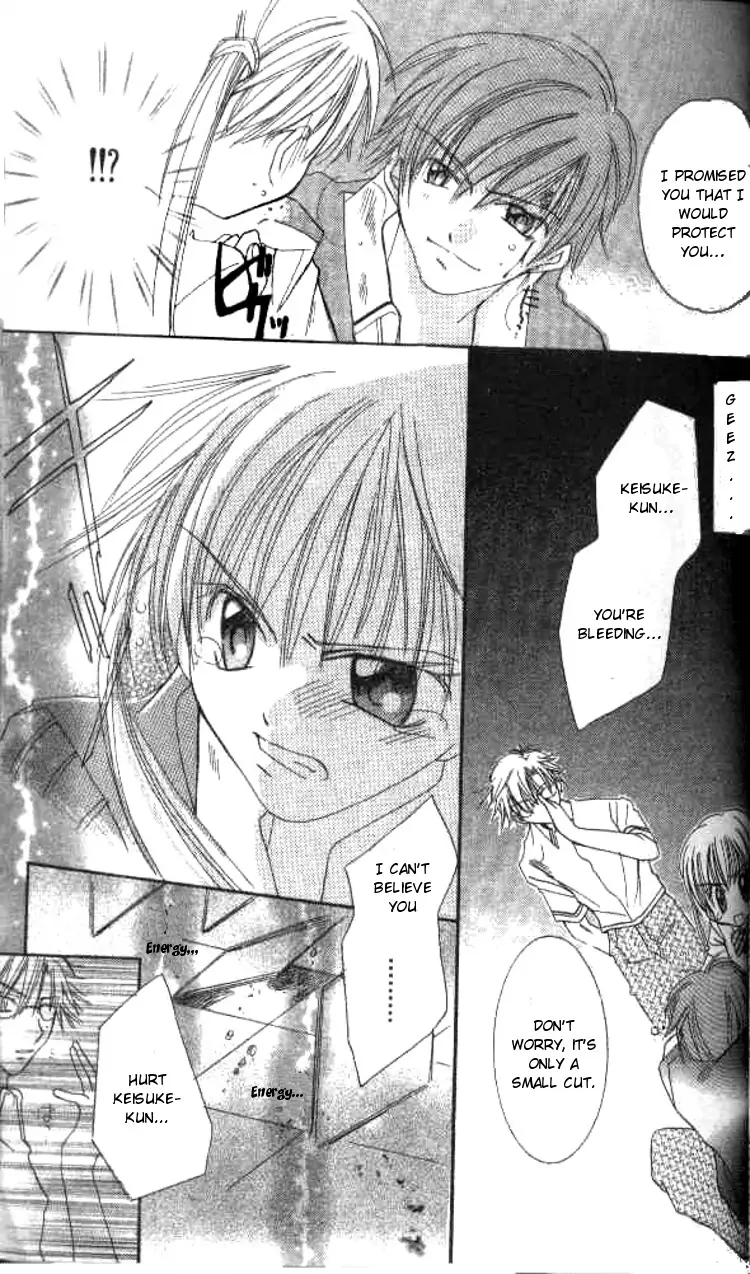 I PROMISED
YOU THAT I
WOULD
PROTECT
YOU...
!!?
ビクッ
GEEZ...
KEISUKE-
KUN...
YOU'RE
BLEEDING...
DON'T
WORRY, IT'S
ONLY A
SMALL CUT.
I CAN'T
BELIEVE
YOU
.........
Energy...
Energy...
HURT
KEISUKE-
KUN...